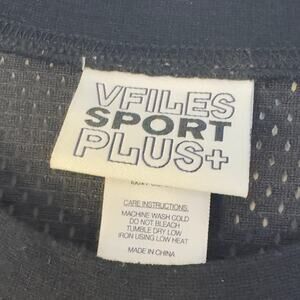 VFILES
SPORT
PLUS+
CARE INSTRUCTIONS:
MACHINE WASH COLD
DO NOT BLEACH
TUMBLE DRY LOW
IRON USING LOW HEAT
MADE IN CHINA